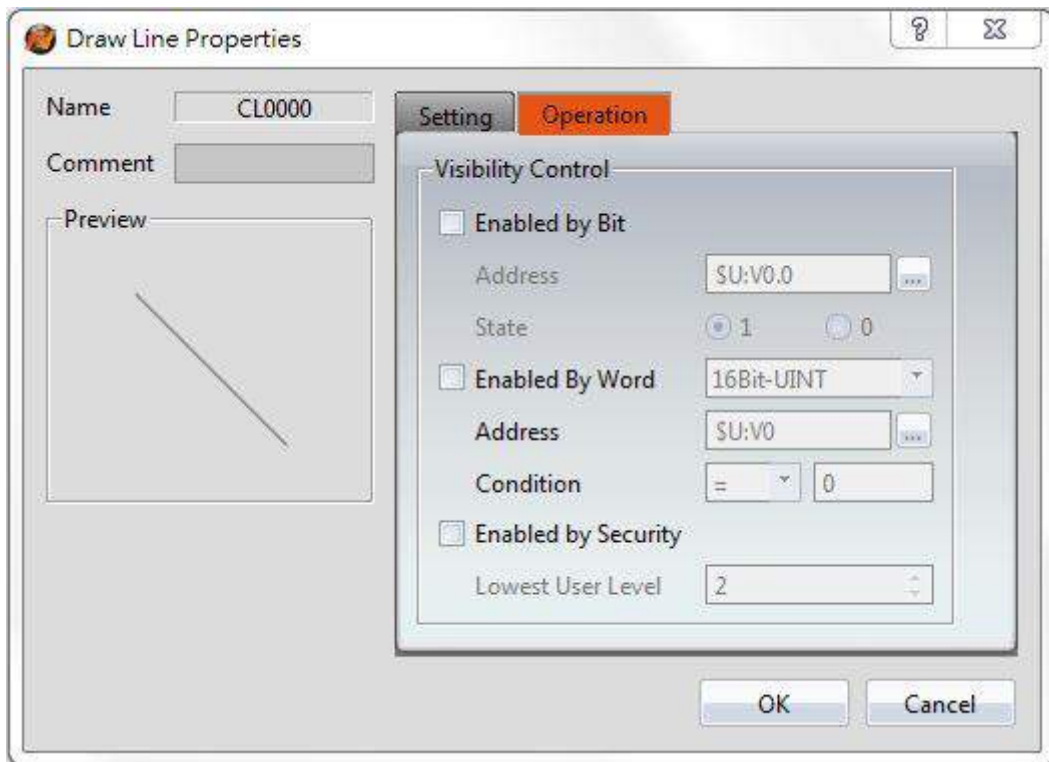 Draw Line Properties
Name CL0000
Comment
Preview
Setting Operation
Visibility Control
Enabled by Bit
Address $U:V0.0 ...
State 1 0
Enabled By Word 16Bit-UINT
Address $U:V0 ...
Condition = 0
Enabled by Security
Lowest User Level 2
OK Cancel